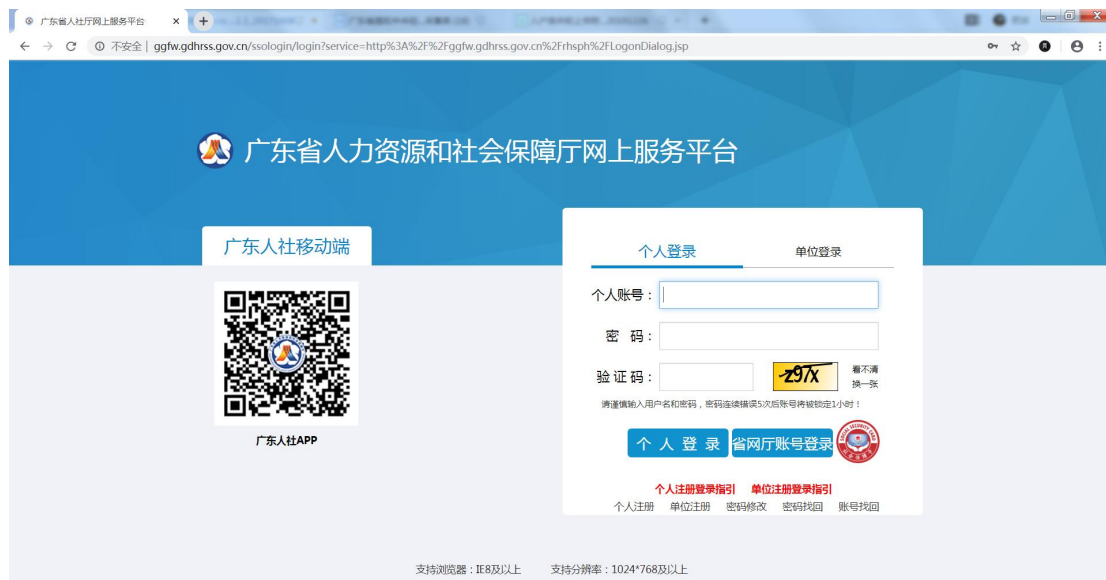 广东省人社厅网上服务平台
不安全 | ggfw.gdhrss.gov.cn/ssologin/login?service=http%3A%2F%2Fggfw.gdhrss.gov.cn%2Frhsph%2FLogonDialog.jsp
广东省人力资源和社会保障厅网上服务平台
广东人社移动端
广东人社APP
个人登录 单位登录
个人账号：
密 码：
验证码： z97x 看不清
换一张
请谨慎输入用户名和密码，密码连续错误5次后账号将被锁定1小时！
个 人 登 录 省网厅账号登录
个人注册登录指引 单位注册登录指引
个人注册 单位注册 密码修改 密码找回 账号找回
支持浏览器：IE8及以上 支持分辨率：1024*768及以上